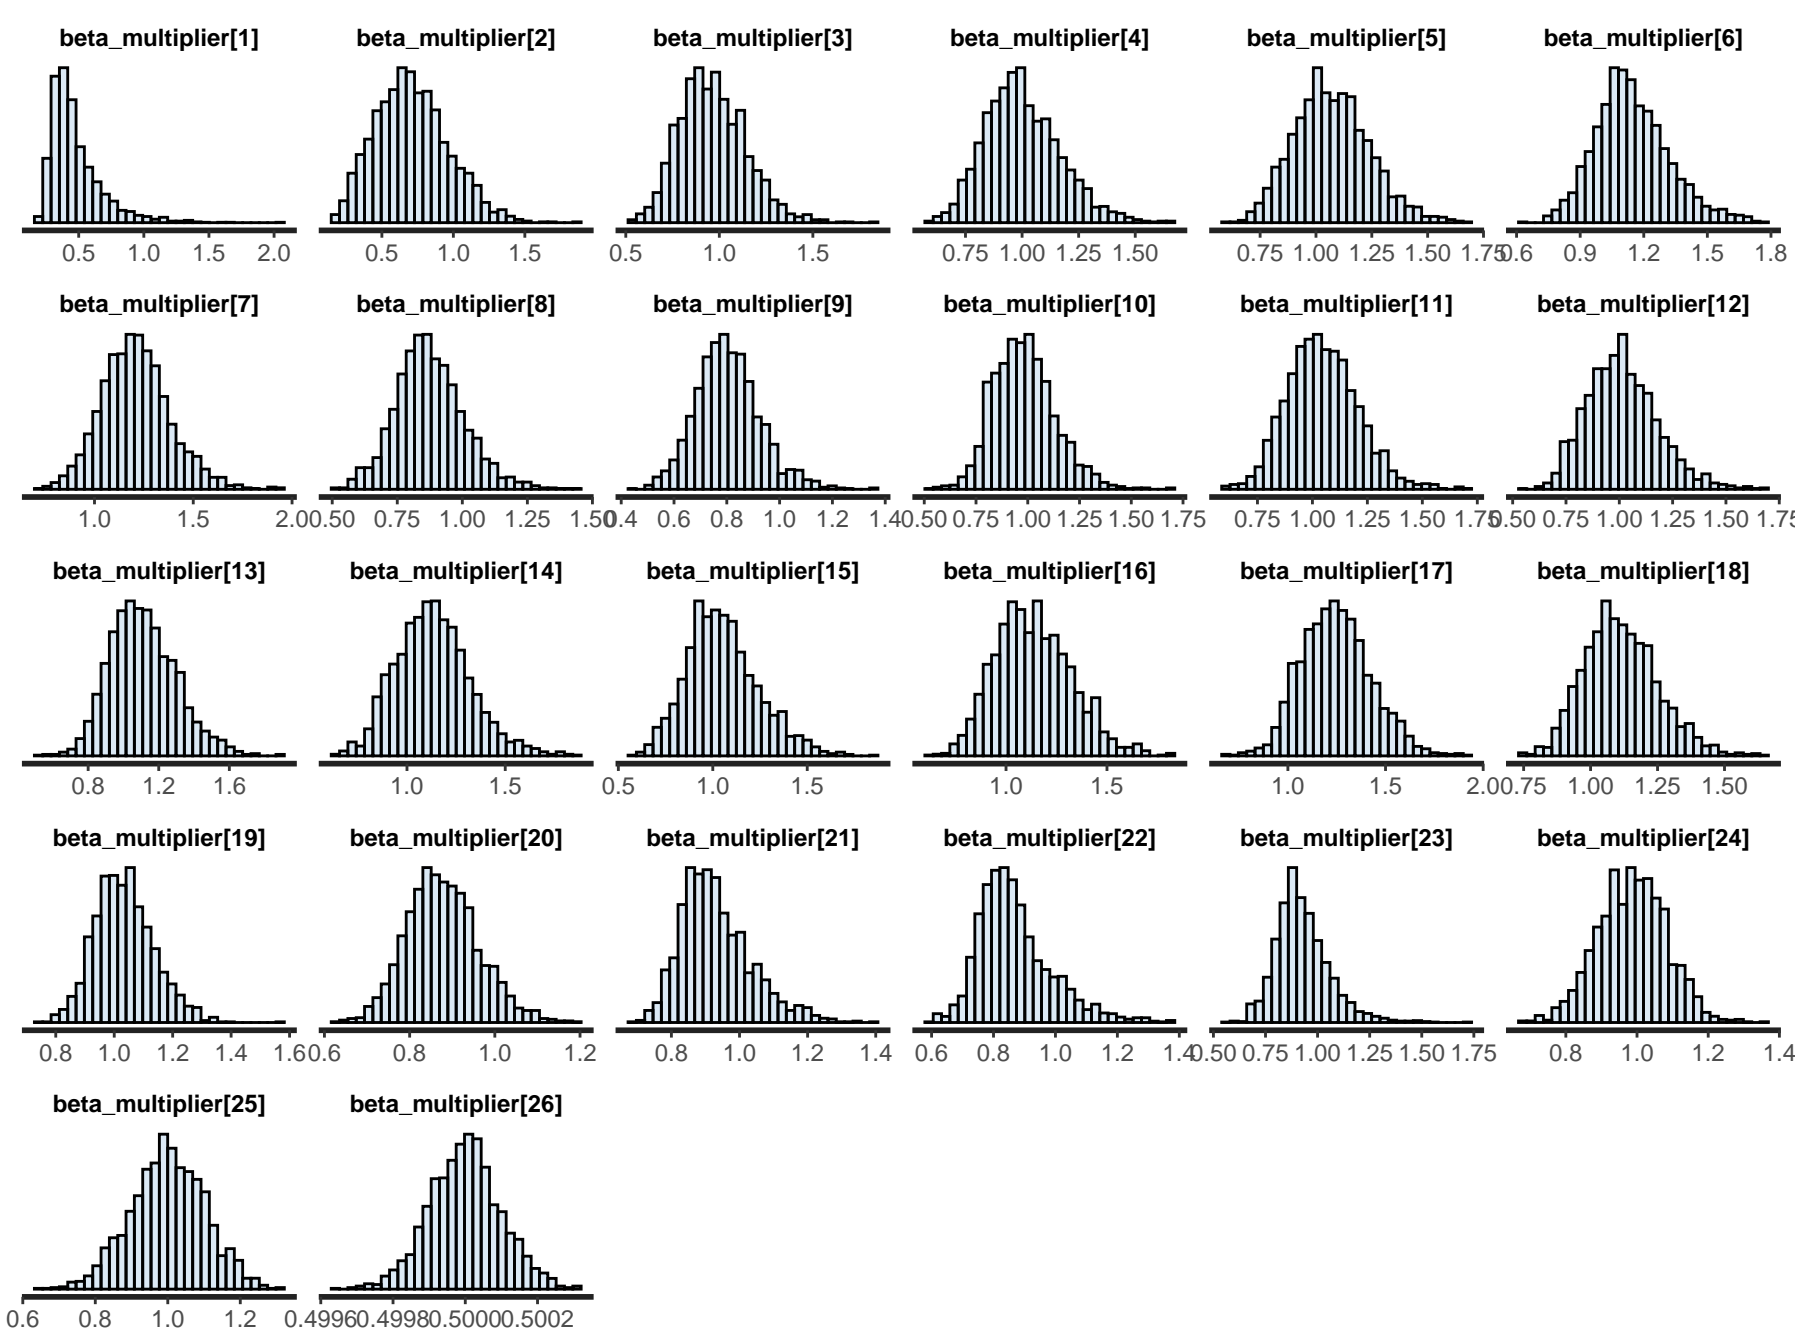 beta_multiplier[1] beta_multiplier[2] beta_multiplier[3] beta_multiplier[4] beta_multiplier[5] beta_multiplier[6]
0.5 1.0 1.5 2.0 0.5 1.0 1.5 0.5 1.0 1.5 0.75 1.00 1.25 1.50 0.75 1.00 1.25 1.50 1.75 0.6 0.9 1.2 1.5 1.8
beta_multiplier[7] beta_multiplier[8] beta_multiplier[9] beta_multiplier[10] beta_multiplier[11] beta_multiplier[12]
1.0 1.5 2.0 0.50 0.75 1.00 1.25 1.50 0.4 0.6 0.8 1.0 1.2 1.4 0.50 0.75 1.00 1.25 1.50 1.75 0.75 1.00 1.25 1.50 1.75 0.50 0.75 1.00 1.25 1.50 1.75
beta_multiplier[13] beta_multiplier[14] beta_multiplier[15] beta_multiplier[16] beta_multiplier[17] beta_multiplier[18]
0.8 1.2 1.6 1.0 1.5 0.5 1.0 1.5 1.0 1.5 1.0 1.5 2.0 0.75 1.00 1.25 1.50
beta_multiplier[19] beta_multiplier[20] beta_multiplier[21] beta_multiplier[22] beta_multiplier[23] beta_multiplier[24]
0.8 1.0 1.2 1.4 1.6 0.6 0.8 1.0 1.2 0.8 1.0 1.2 1.4 0.6 0.8 1.0 1.2 1.4 0.50 0.75 1.00 1.25 1.50 1.75 0.8 1.0 1.2 1.4
beta_multiplier[25] beta_multiplier[26]
0.6 0.8 1.0 1.2 0.4996 0.4998 0.5000 0.5002